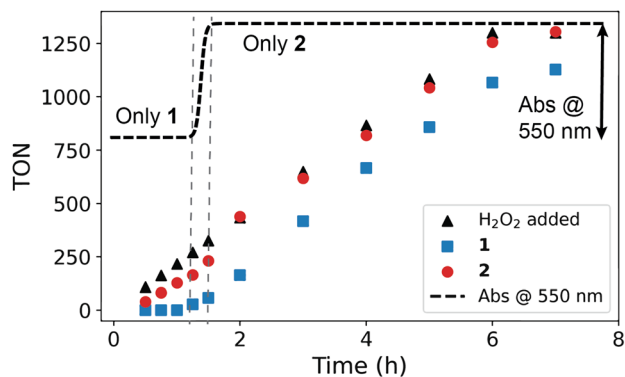 1250
1000
750
500
250
0
TON
0
2
4
6
8
Time (h)
Only 1
Only 2
Abs @
550 nm
H₂O₂ added
1
2
Abs @ 550 nm